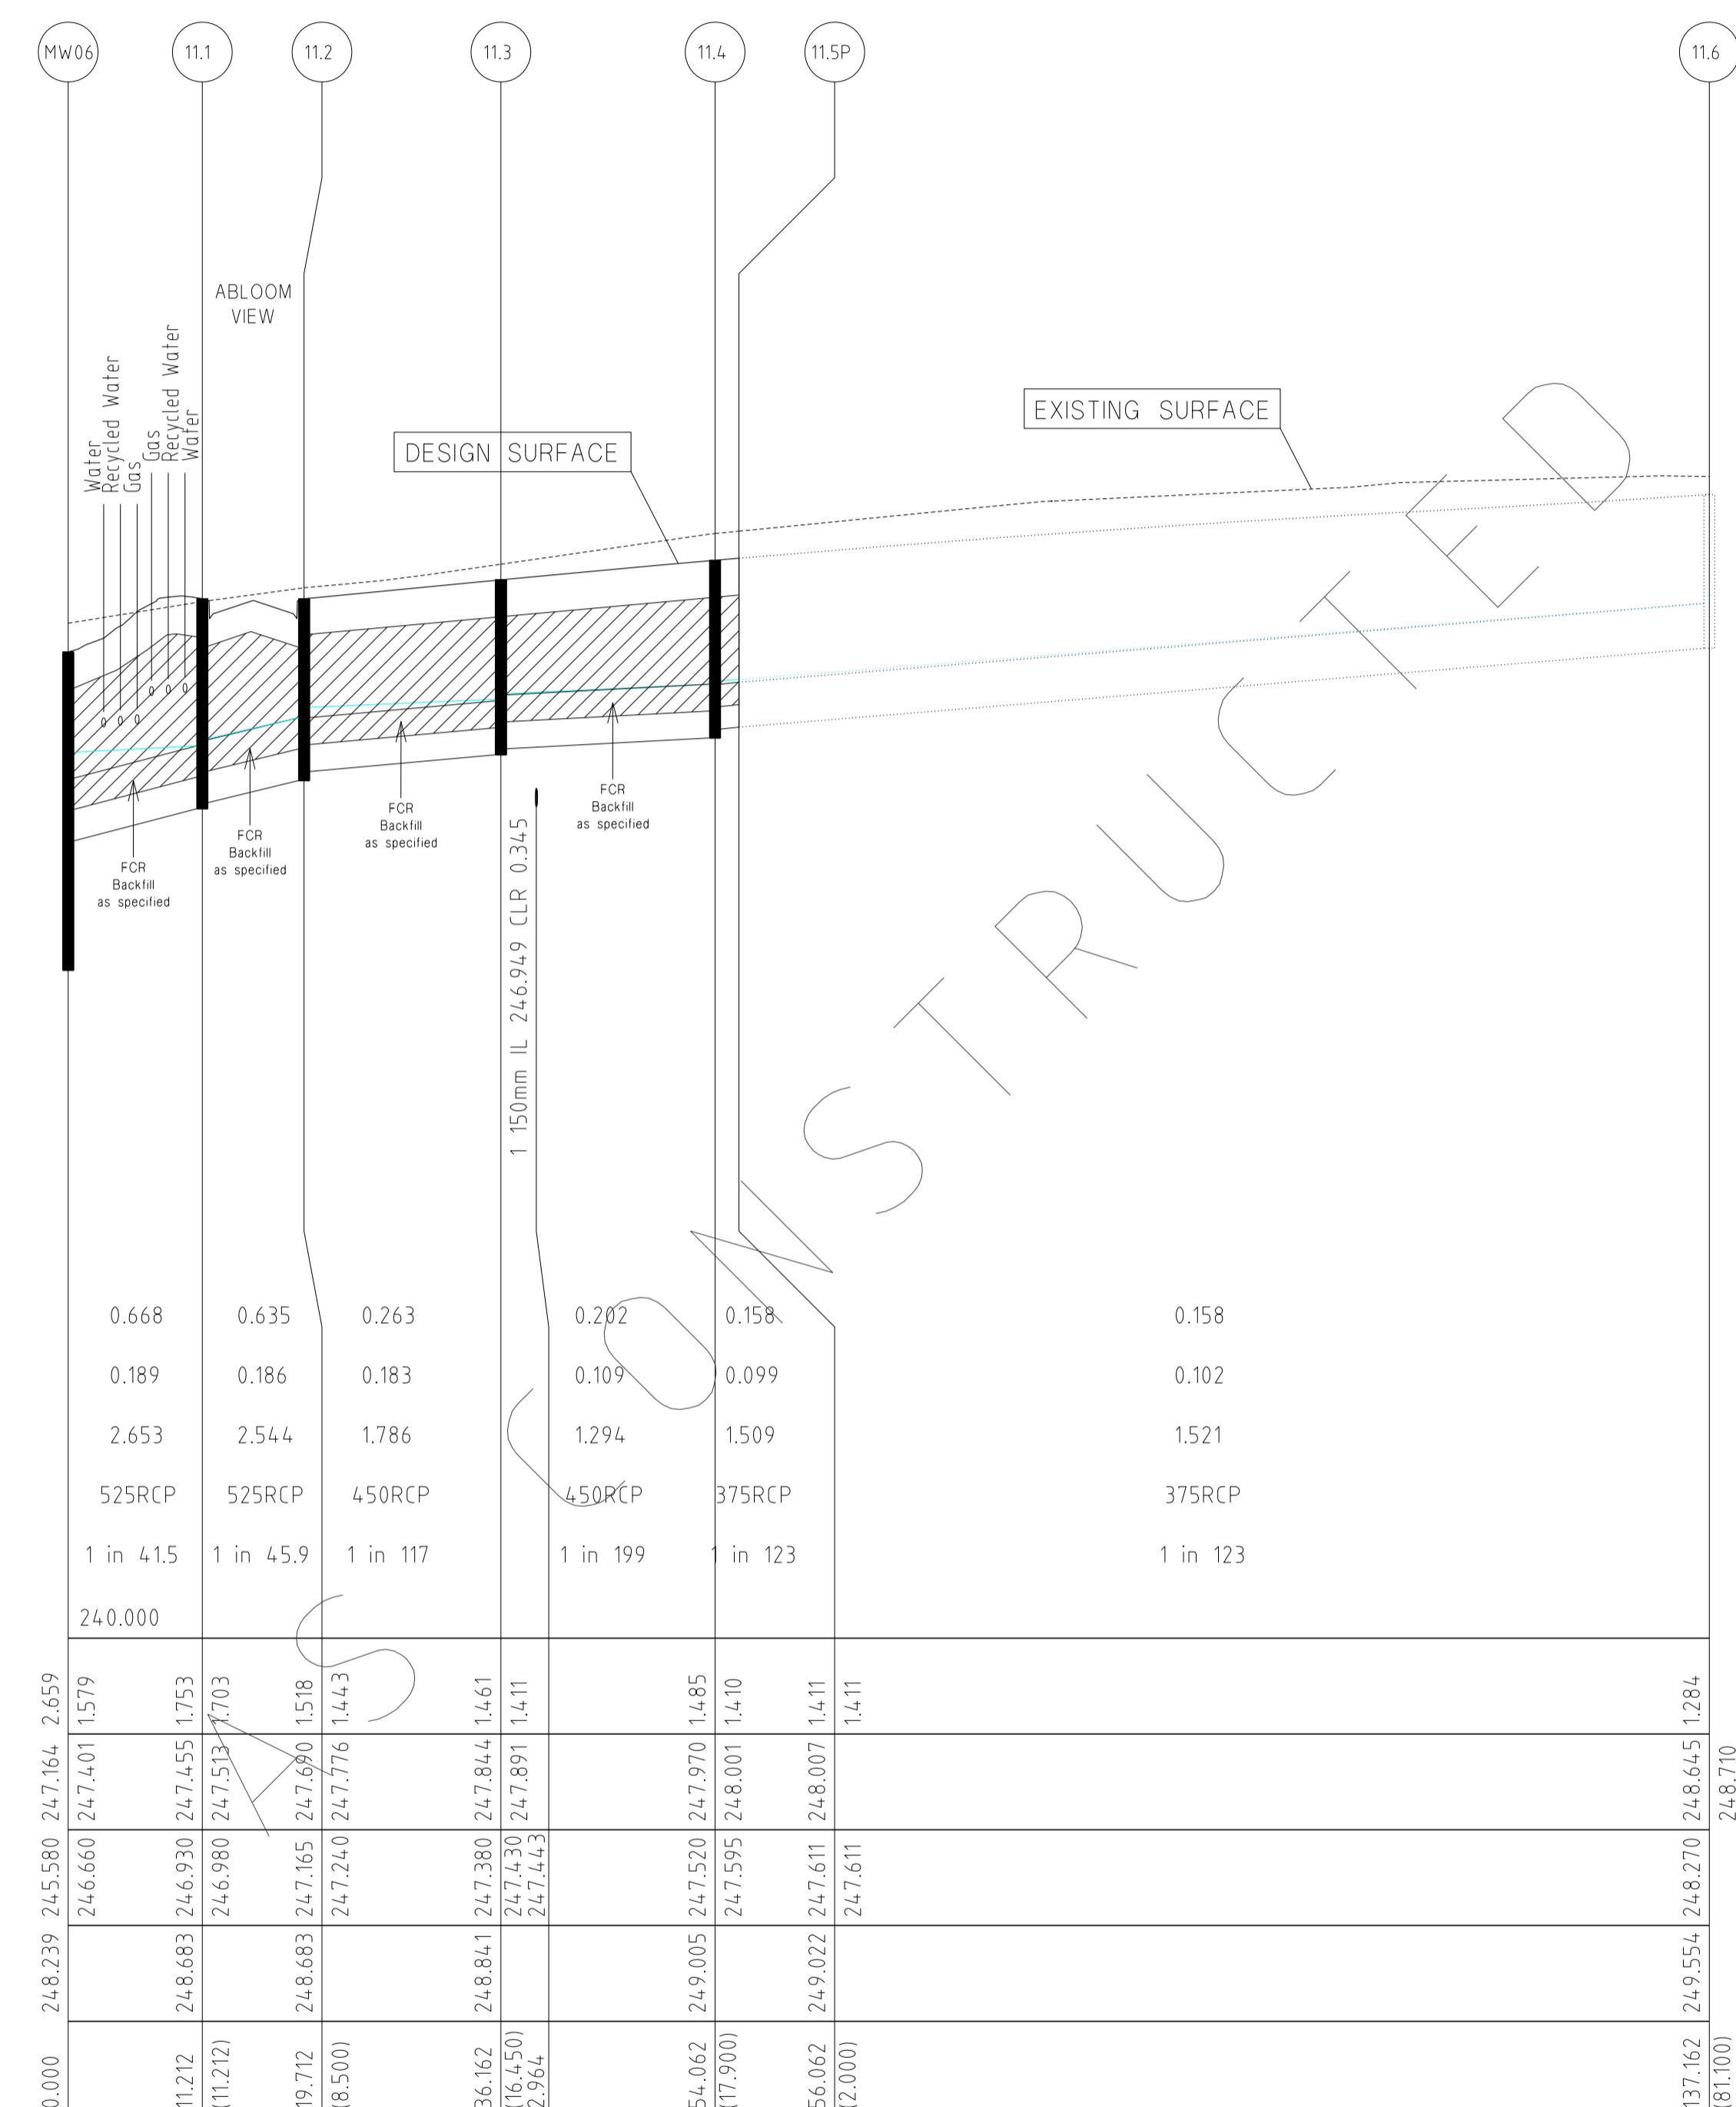 MW06 11.1 11.2 11.3 11.4 11.5P 11.6
ABLOOM
VIEW
Water
Recycled Water
Gas
Gas
Recycled Water
Water
DESIGN SURFACE
EXISTING SURFACE
FCR
Backfill
as specified
FCR
Backfill
as specified
FCR
Backfill
as specified
FCR
Backfill
as specified
1 150mm IL 246.949 CLR 0.345
AS CONSTRUCTED
0.668 0.635 0.263 0.202 0.158 0.158
0.189 0.186 0.183 0.109 0.099 0.102
2.653 2.544 1.786 1.294 1.509 1.521
525RCP 525RCP 450RCP 450RCP 375RCP 375RCP
1 in 41.5 1 in 45.9 1 in 117 1 in 199 1 in 123 1 in 123
240.000
2.659 1.579 1.753 1.703 1.518 1.443 1.461 1.411 1.485 1.410 1.411 1.411 1.284
247.164 247.401 247.455 247.513 247.690 247.776 247.844 247.891 247.970 248.001 248.007 248.645 248.710
245.580 246.660 246.930 246.980 247.165 247.240 247.380 247.430 247.443 247.520 247.595 247.611 247.611 248.270
248.239 248.683 248.683 248.841 249.005 249.022 249.554
0.000 11.212 (11.212) 19.712 (8.500) 36.162 (16.450) 2.964 54.062 (17.900) 56.062 (2.000) 137.162 (81.100)